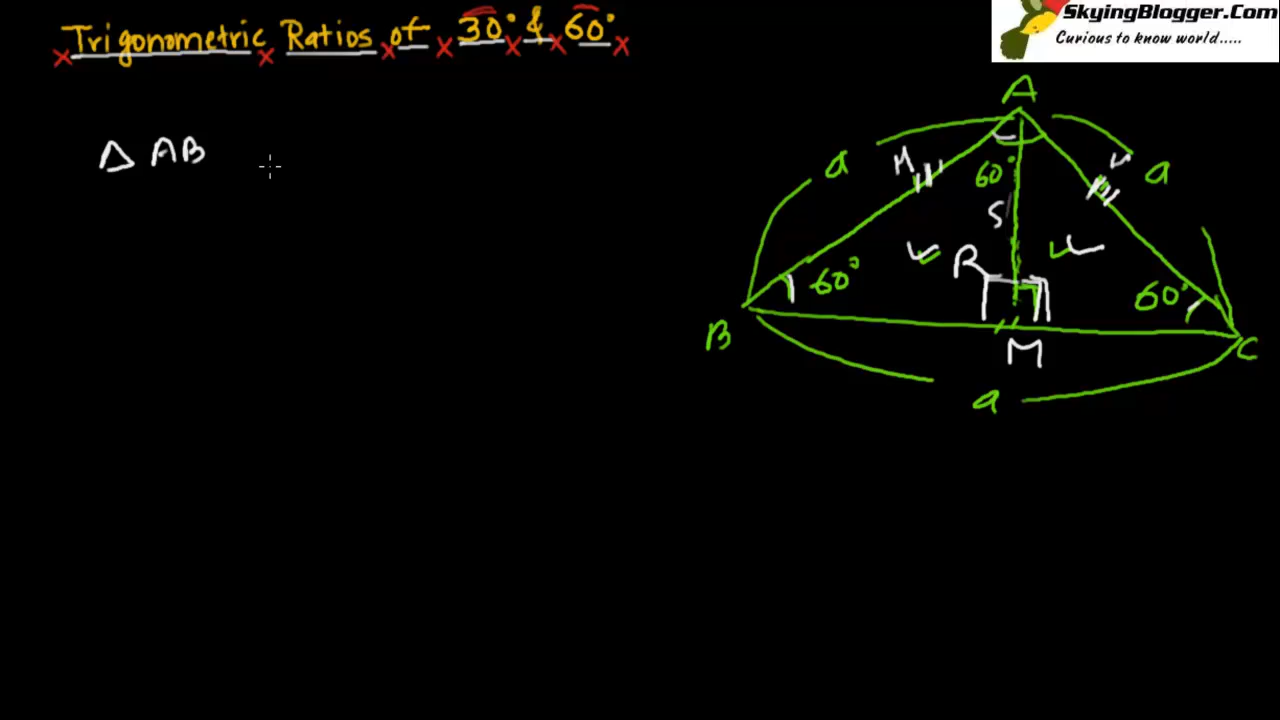 Trigonometric Ratios of 30° & 60°
SkyingBlogger.Com
Curious to know world.....
△ AB
A
a
a
H
60°
S
R
60°
60°
B
M
C
a